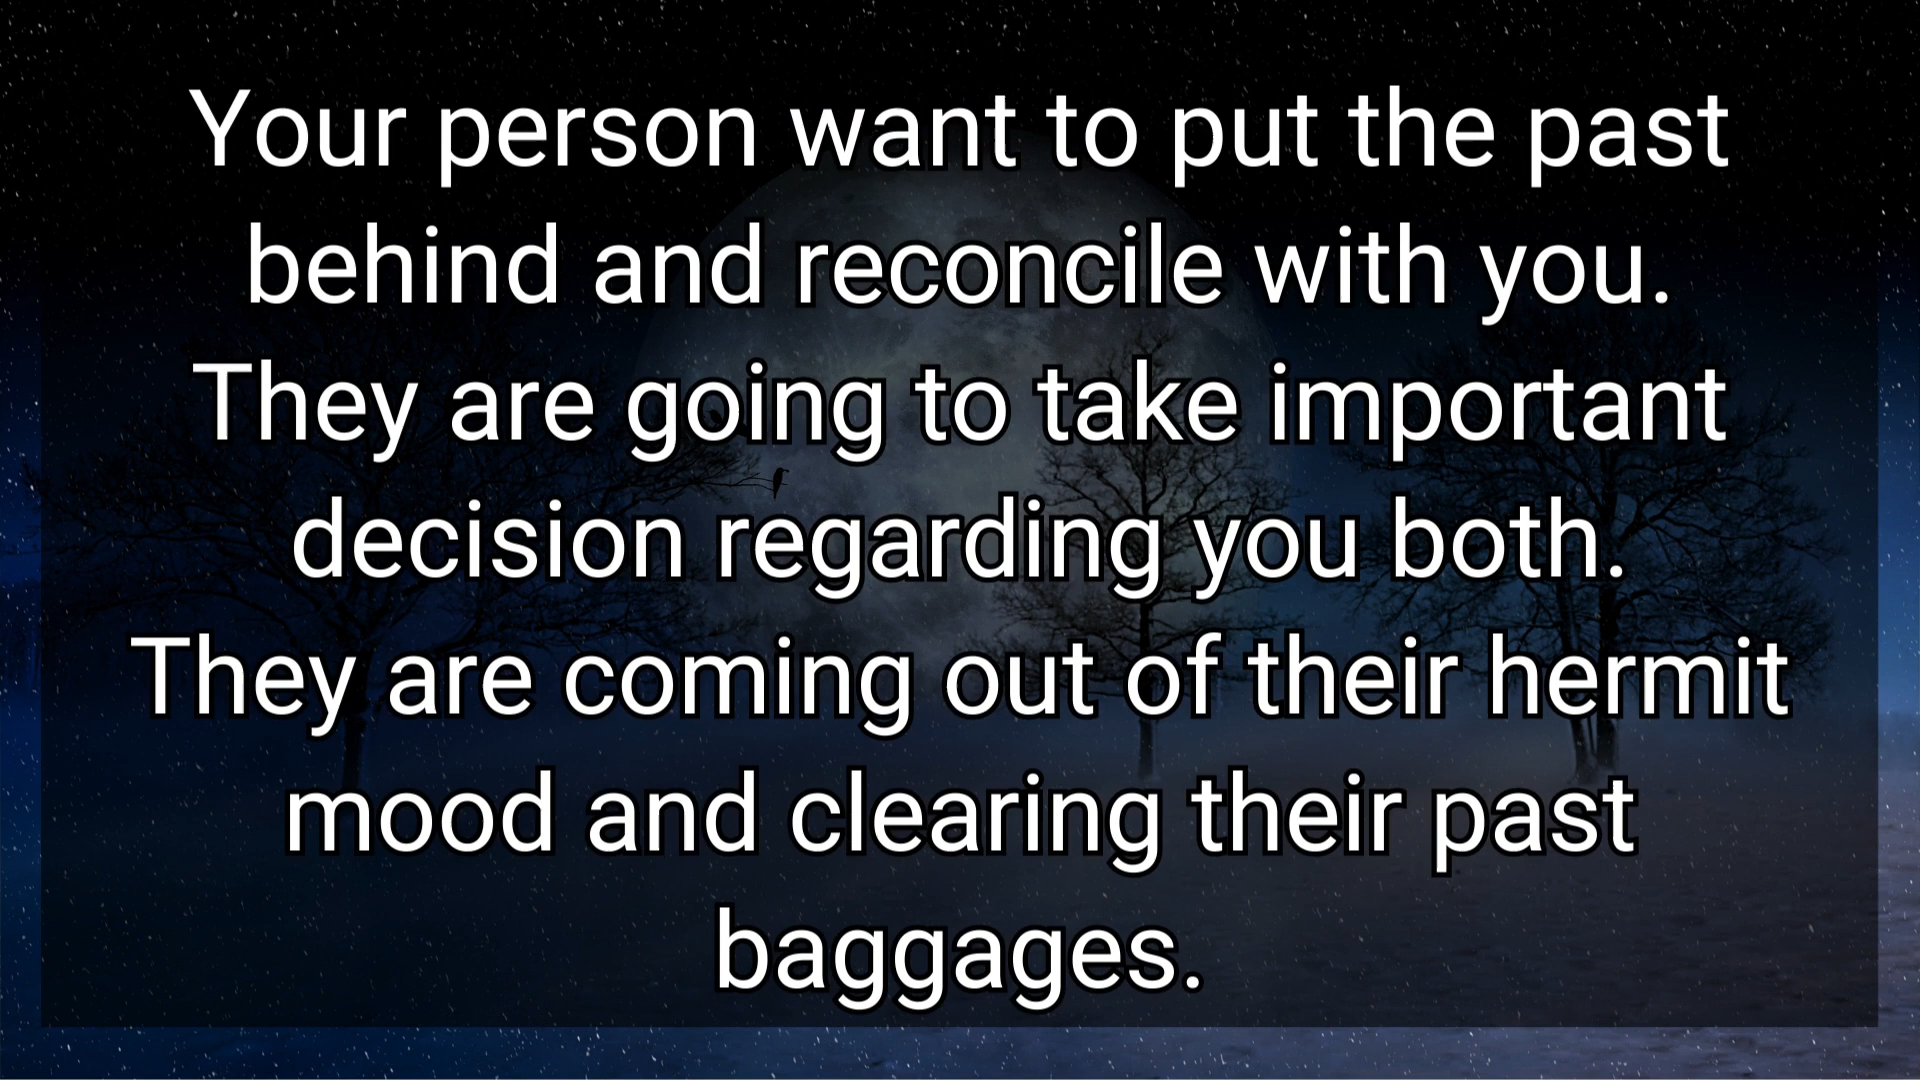 Your person want to put the past
behind and reconcile with you.
They are going to take important
decision regarding you both.
They are coming out of their hermit
mood and clearing their past
baggages.